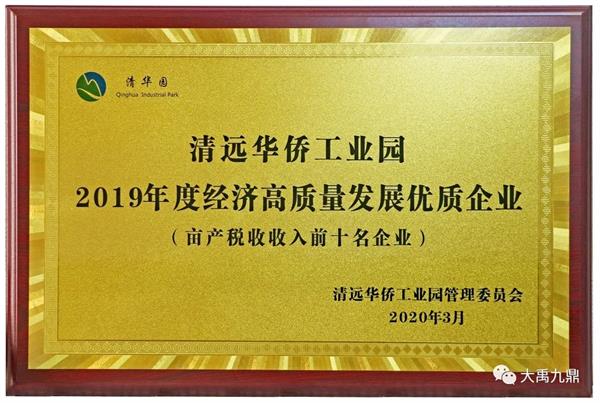 清华园
Qinghua Industrial Park
清远华侨工业园
2019年度经济高质量发展优质企业
(亩产税收收入前十名企业)
清远华侨工业园管理委员会
2020年3月
大禹九鼎